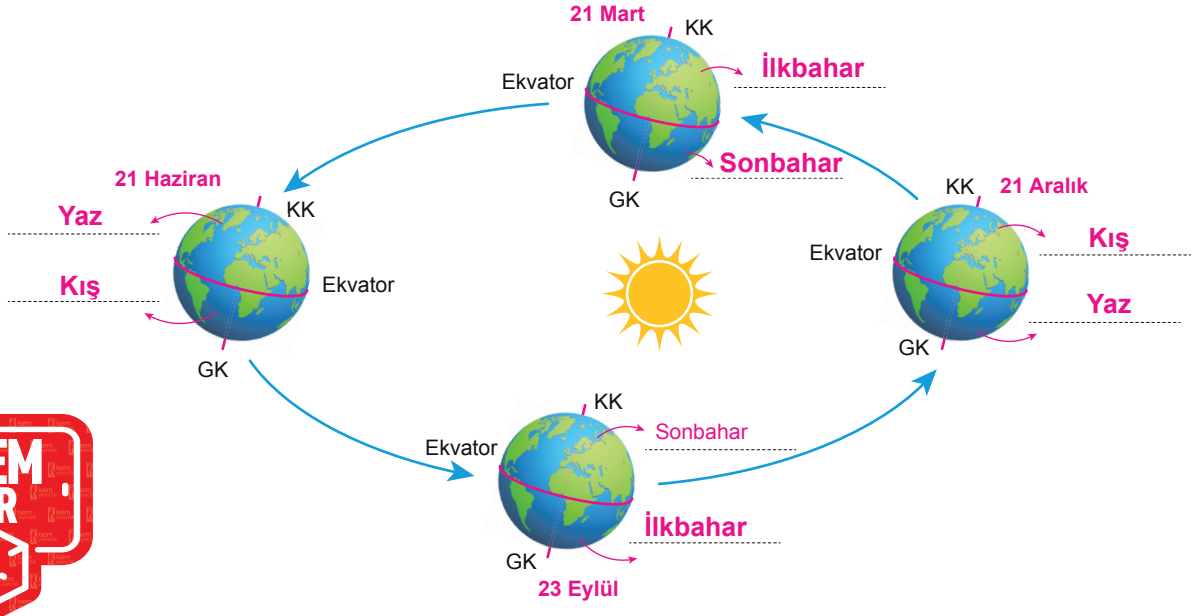 21 Mart
KK
Ekvator
İlkbahar
Sonbahar
GK
21 Haziran
KK
Yaz
Kış
Ekvator
GK
KK
21 Aralık
Ekvator
Kış
Yaz
GK
KK
Ekvator
Sonbahar
İlkbahar
GK
23 Eylül